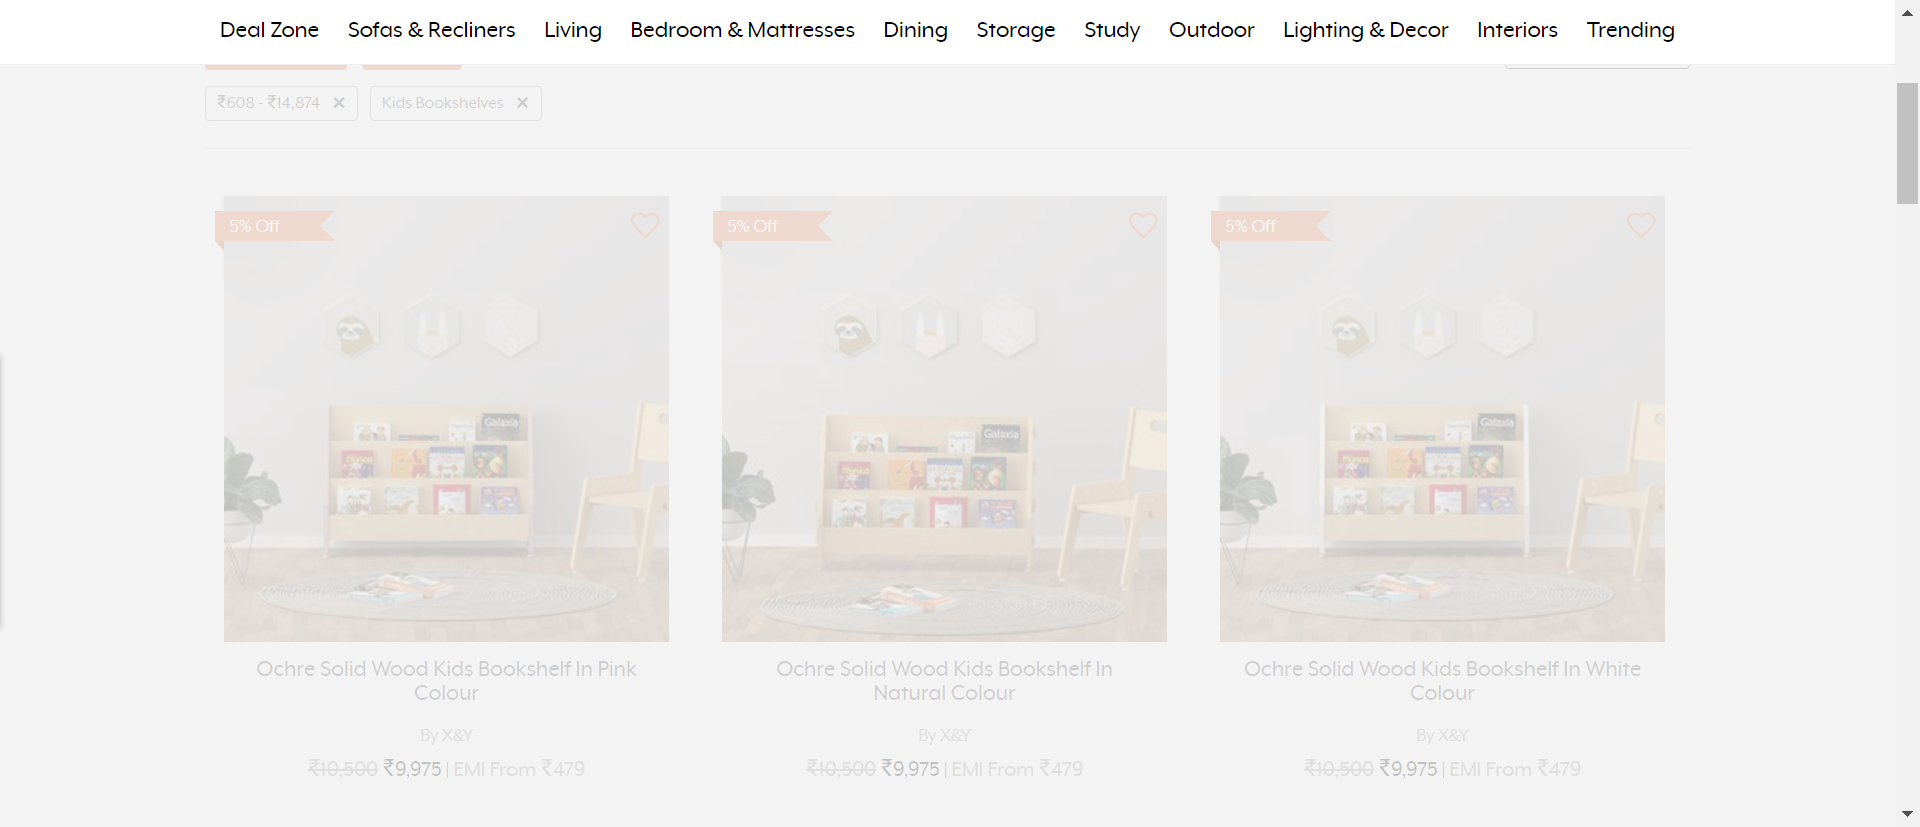 Deal Zone Sofas & Recliners Living Bedroom & Mattresses Dining Storage Study Outdoor Lighting & Decor Interiors Trending
₹608 - ₹14,874 ✕ Kids Bookshelves ✕
5% Off 5% Off 5% Off
Galaxia Galaxia Galaxia
Ochre Solid Wood Kids Bookshelf In Pink
Colour
By X&Y
₹10,500 ₹9,975 | EMI From ₹479
Ochre Solid Wood Kids Bookshelf In
Natural Colour
By X&Y
₹10,500 ₹9,975 | EMI From ₹479
Ochre Solid Wood Kids Bookshelf In White
Colour
By X&Y
₹10,500 ₹9,975 | EMI From ₹479